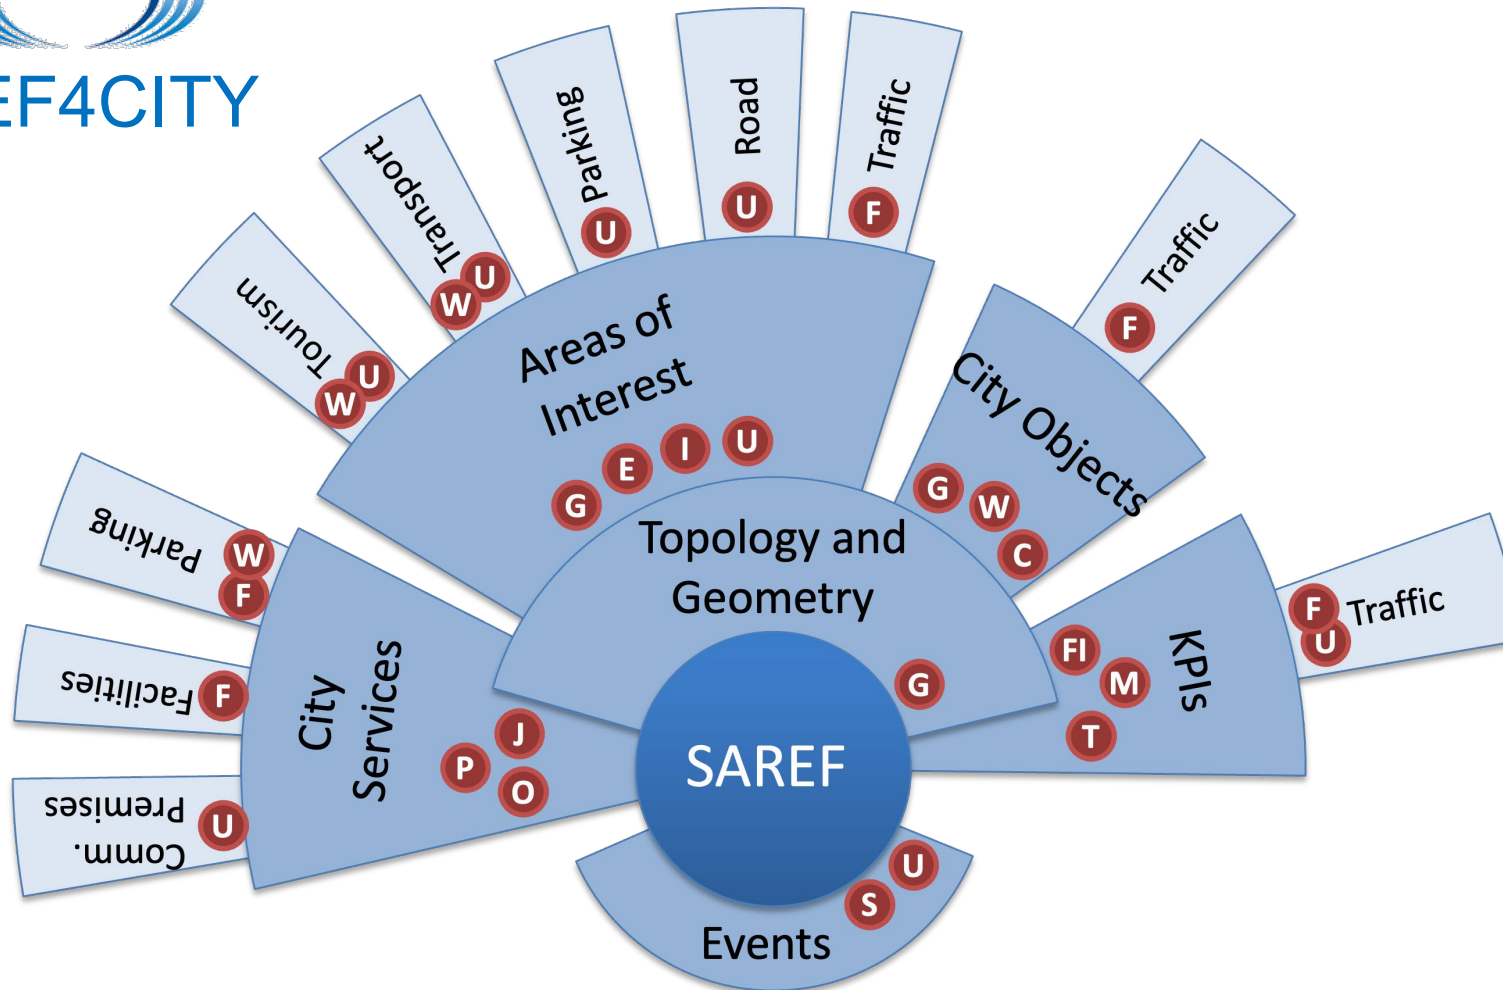 EF4CITY
Tourism
W
U
Transport
W
U
Parking
U
Road
U
Traffic
F
Traffic
F
Areas of
Interest
G
E
I
U
City Objects
G
W
C
Topology and
Geometry
G
Parking
W
F
Facilities
F
Comm.
Premises
U
City
Services
J
P
O
SAREF
KPIs
FI
M
T
Traffic
F
U
Events
S
U